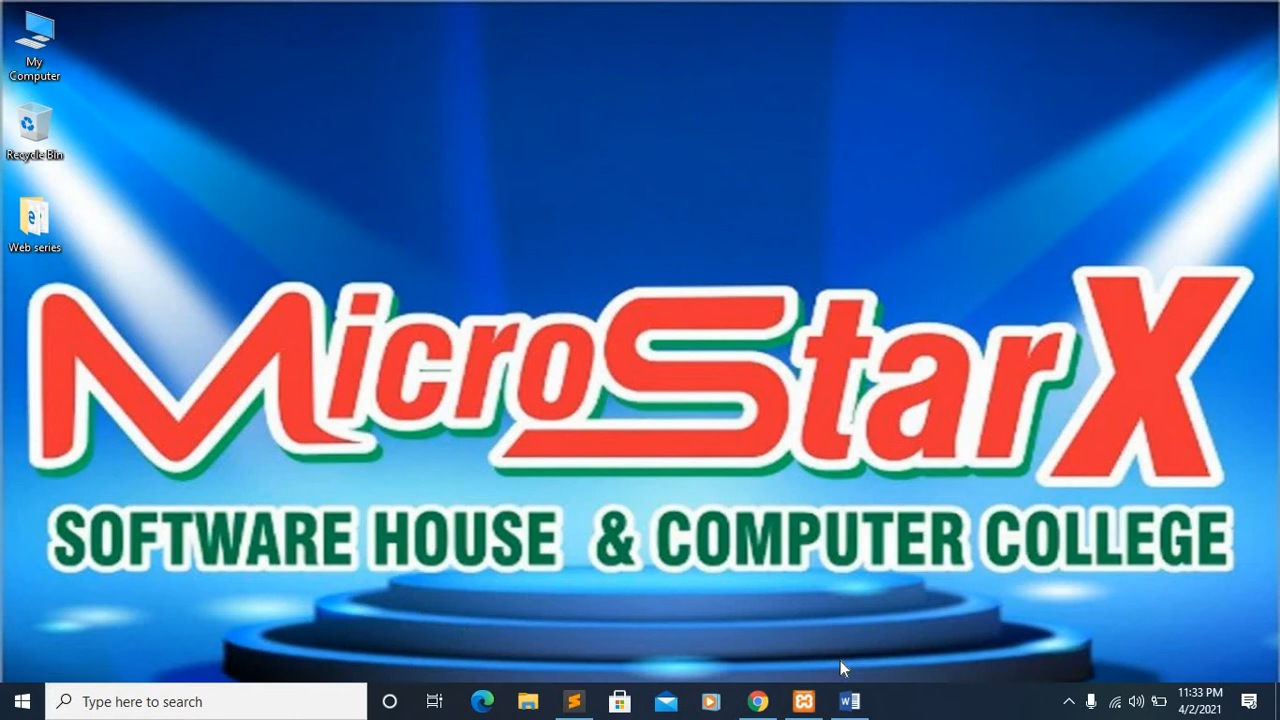 My
Computer
Recycle Bin
Web series
MicroStarX
SOFTWARE HOUSE & COMPUTER COLLEGE
Type here to search
11:33 PM
4/2/2021